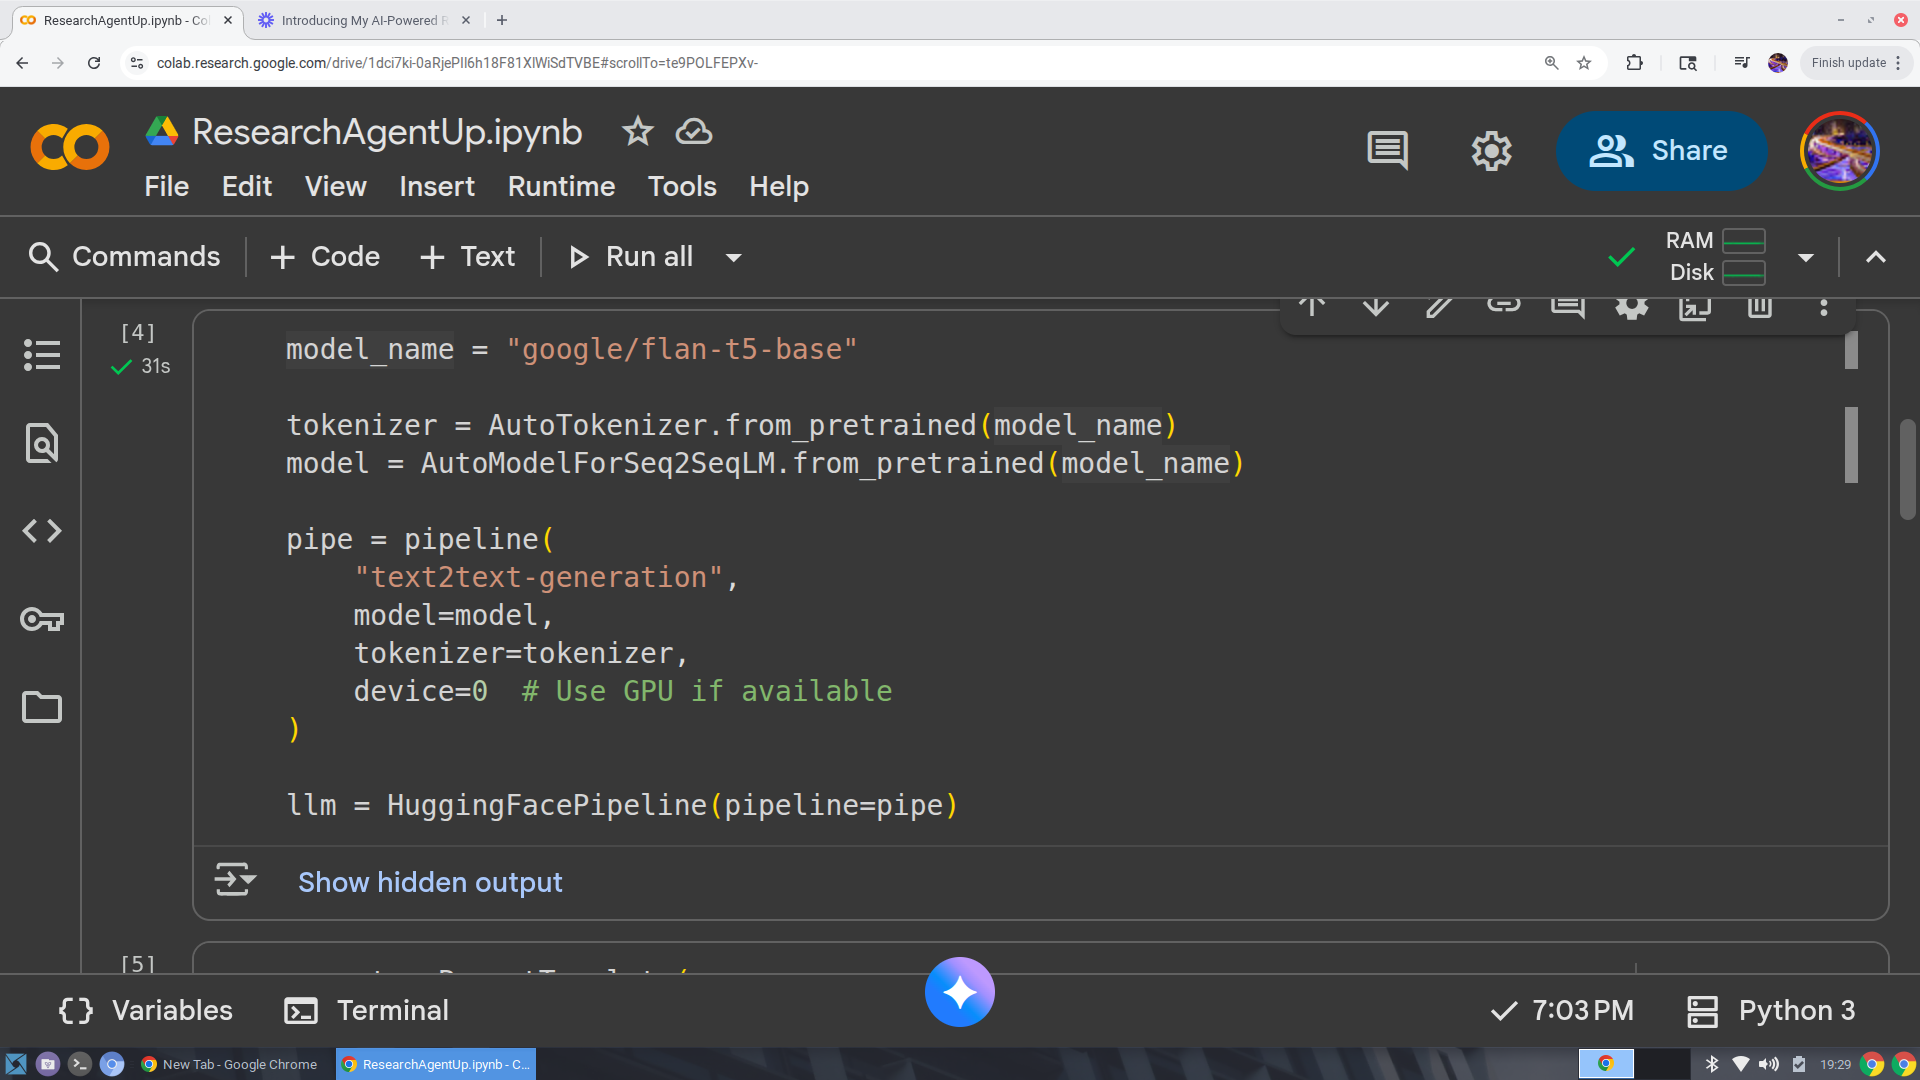 ResearchAgentUp.ipynb - Co
Introducing My AI-Powered R
colab.research.google.com/drive/1dci7ki-0aRjePIl6h18F81XlWiSdTVBE#scrollTo=te9POLFEPXv-
Finish update
ResearchAgentUp.ipynb
File Edit View Insert Runtime Tools Help
Share
Commands + Code + Text Run all
RAM
Disk
[4]
31s
model_name = "google/flan-t5-base"
tokenizer = AutoTokenizer.from_pretrained(model_name)
model = AutoModelForSeq2SeqLM.from_pretrained(model_name)
pipe = pipeline(
"text2text-generation",
model=model,
tokenizer=tokenizer,
device=0 # Use GPU if available
)
llm = HuggingFacePipeline(pipeline=pipe)
Show hidden output
[5]
Variables Terminal
7:03 PM Python 3
New Tab - Google Chrome
ResearchAgentUp.ipynb - C...
19:29